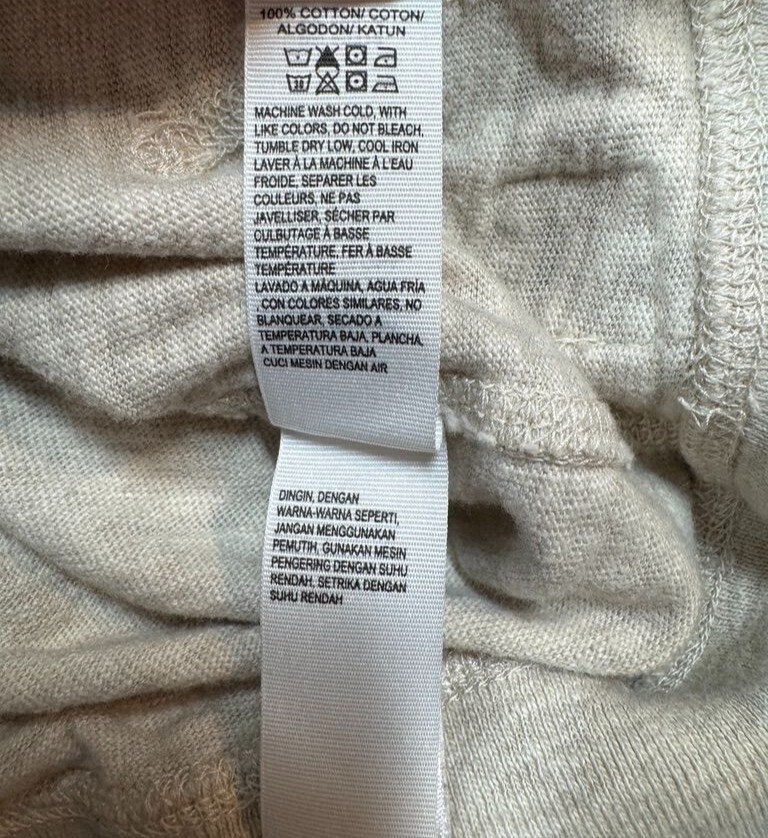 100% COTTON/ COTON/
ALGODON/ KATUN
30
MACHINE WASH COLD, WITH
LIKE COLORS, DO NOT BLEACH,
TUMBLE DRY LOW, COOL IRON
LAVER À LA MACHINE À L'EAU
FROIDE, SEPARER LES
COULEURS, NE PAS
JAVELLISER, SÉCHER PAR
CULBUTAGE À BASSE
TEMPÉRATURE, FER À BASSE
TEMPÉRATURE
LAVADO A MÁQUINA, AGUA FRÍA
, CON COLORES SIMILARES, NO
BLANQUEAR, SECADO A
TEMPERATURA BAJA, PLANCHA,
A TEMPERATURA BAJA
CUCI MESIN DENGAN AIR
DINGIN, DENGAN
WARNA-WARNA SEPERTI,
JANGAN MENGGUNAKAN
PEMUTIH, GUNAKAN MESIN
PENGERING DENGAN SUHU
RENDAH, SETRIKA DENGAN
SUHU RENDAH